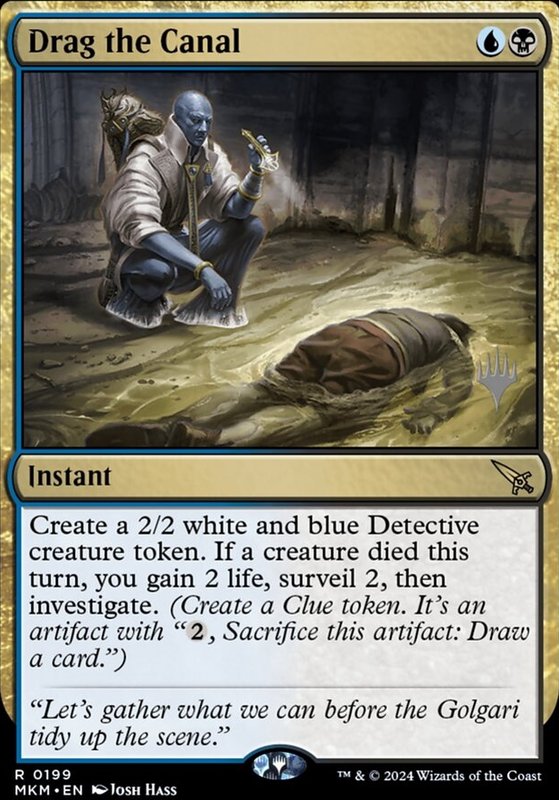 Drag the Canal
Instant
Create a 2/2 white and blue Detective
creature token. If a creature died this
turn, you gain 2 life, surveil 2, then
investigate. (Create a Clue token. It's an
artifact with “2, Sacrifice this artifact: Draw
a card.”)
“Let's gather what we can before the Golgari
tidy up the scene.”
R 0199
MKM • EN Josh Hass
™ & © 2024 Wizards of the Coast